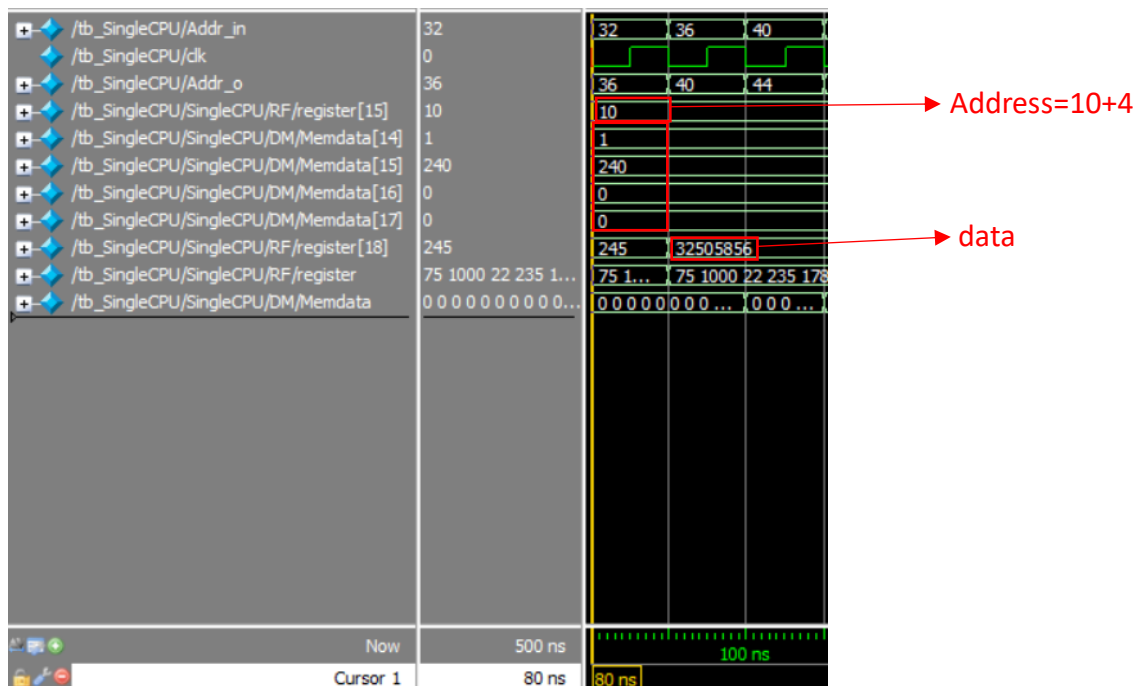 /tb_SingleCPU/Addr_in 32 32 36 40
/tb_SingleCPU/clk 0
/tb_SingleCPU/Addr_o 36 36 40 44
/tb_SingleCPU/SingleCPU/RF/register[15] 10 10 Address=10+4
/tb_SingleCPU/SingleCPU/DM/Memdata[14] 1 1
/tb_SingleCPU/SingleCPU/DM/Memdata[15] 240 240
/tb_SingleCPU/SingleCPU/DM/Memdata[16] 0 0
/tb_SingleCPU/SingleCPU/DM/Memdata[17] 0 0
/tb_SingleCPU/SingleCPU/RF/register[18] 245 245 32505856 data
/tb_SingleCPU/SingleCPU/RF/register 75 1000 22 235 1... 75 1... 75 1000 22 235 178
/tb_SingleCPU/SingleCPU/DM/Memdata 0 0 0 0 0 0 0 0 0 0... 0 0 0 0 0 0 0 0 ... 0 0 0 ...
Now 500 ns 100 ns
Cursor 1 80 ns 80 ns